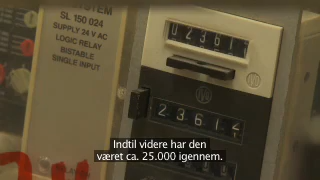 SYSTEM
SL 150 024
SUPPLY 24 V AC
LOGIC RELAY
BISTABLE
SINGLE INPUT
02361
23614
Indtil videre har den
været ca. 25.000 igennem.